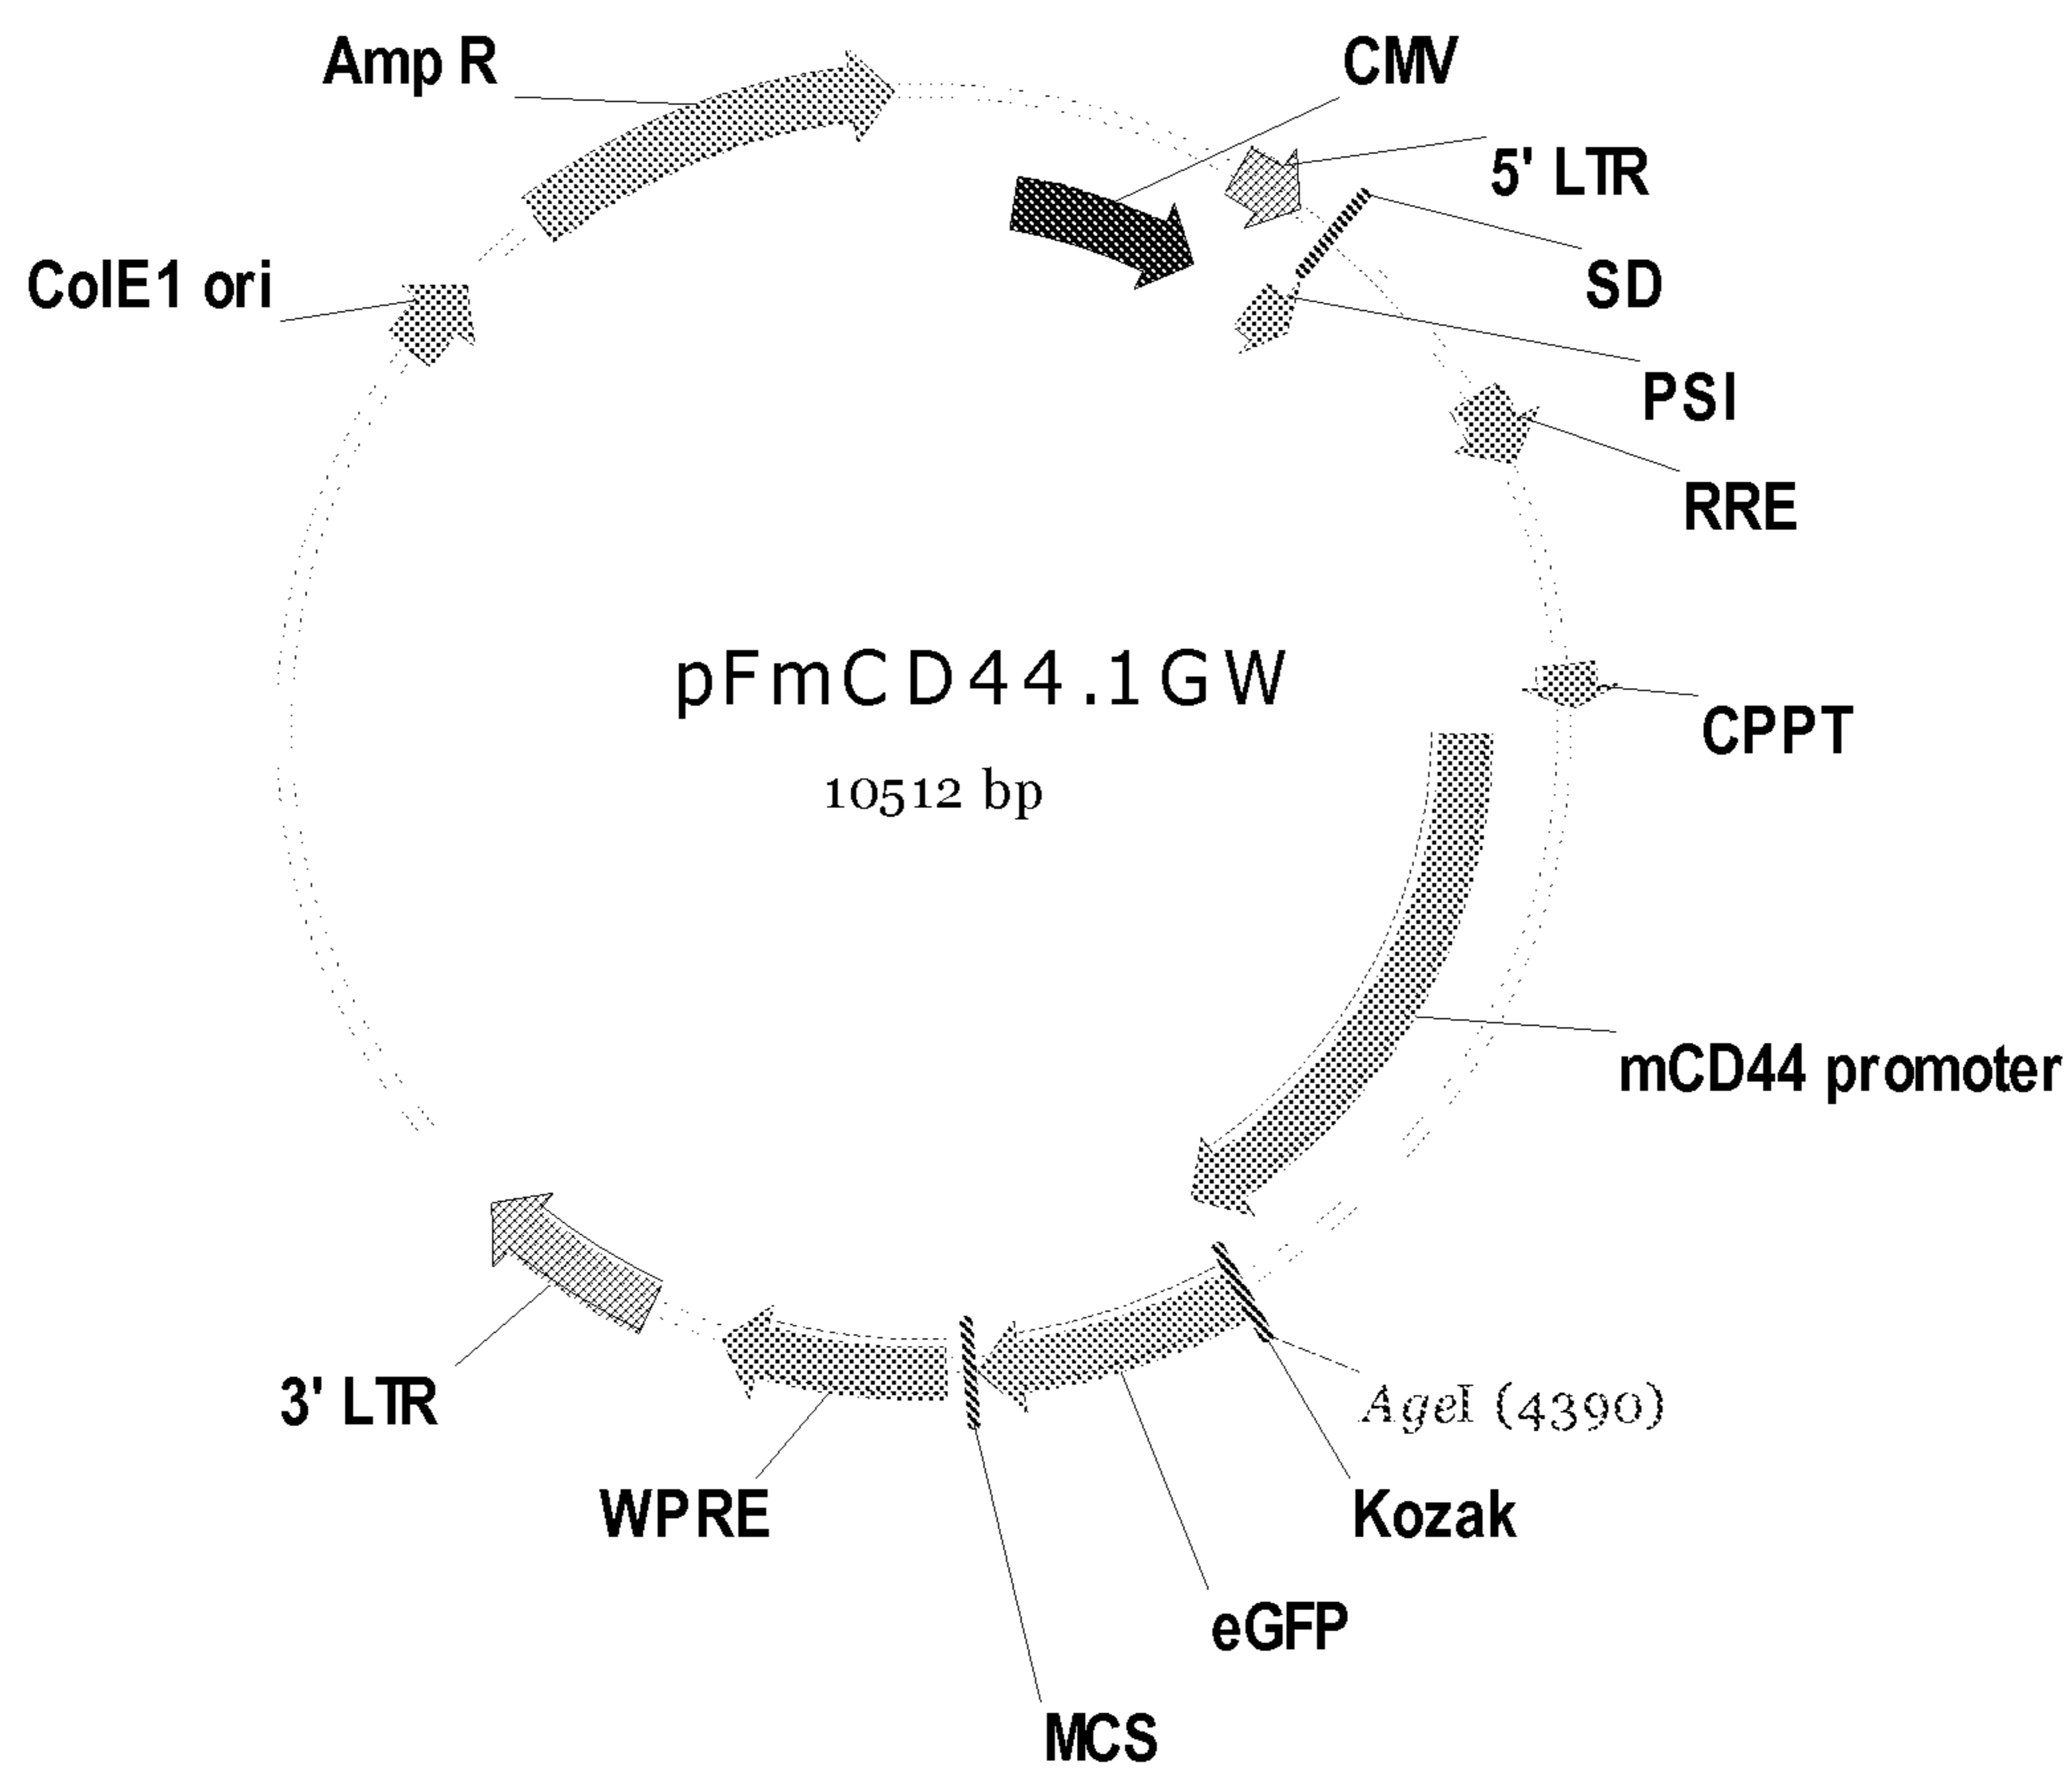 Amp R
CMV
5' LTR
SD
ColE1 ori
PSI
RRE
pFmCD44.1GW
10512 bp
CPPT
mCD44 promoter
3' LTR
AgeI (4390)
WPRE
Kozak
eGFP
MCS